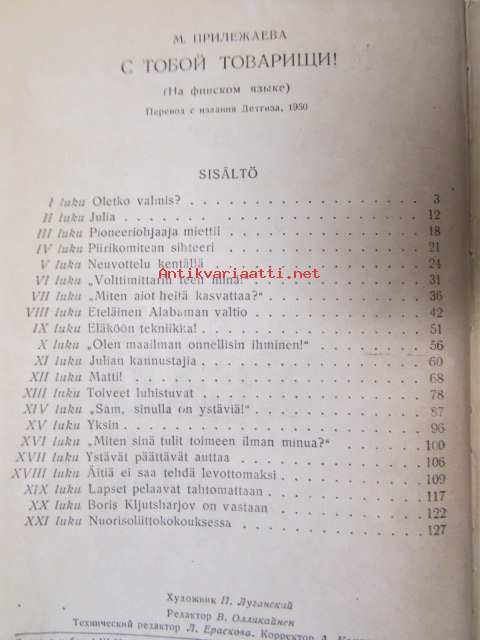 М. ПРИЛЕЖАЕВА
С ТОБОЙ ТОВАРИЩИ!
(На финском языке)
Перевод с издания Детгиза, 1950
SISÄLTÖ
I luku Oletko valmis? 3
II luku Julia 12
III luku Pioneeriohjaaja miettii 18
IV luku Piirikomitean sihteeri 21
V luku Neuvottelu kentällä 24
Antikvariaatti.net
VI luku „Volttimittarin teen minä!“ 31
VII luku „Miten aiot heitä kasvattaa?“ 36
VIII luku Eteläinen Alabaman valtio 42
IX luku Eläköön tekniikka! 51
X luku „Olen maailman onnellisin ihminen!“ 56
XI luku Julian kannustajia 60
XII luku Matti! 68
XIII luku Toiveet luhistuvat 78
XIV luku „Sam, sinulla on ystäviä!“ 87
XV luku Yksin 96
XVI luku „Miten sinä tulit toimeen ilman minua?“ 100
XVII luku Ystävät päättävät auttaa 106
XVIII luku Äitiä ei saa tehdä levottomaksi 109
XIX luku Lapset pelaavat tahtomattaan 117
XX luku Boris Kljutsharjov on vastaan 122
XXI luku Nuorisoliittokokouksessa 127
Художник П. Луганский
Редактор В. Олликайнен
Технический редактор Л. Ераскова. Корректор